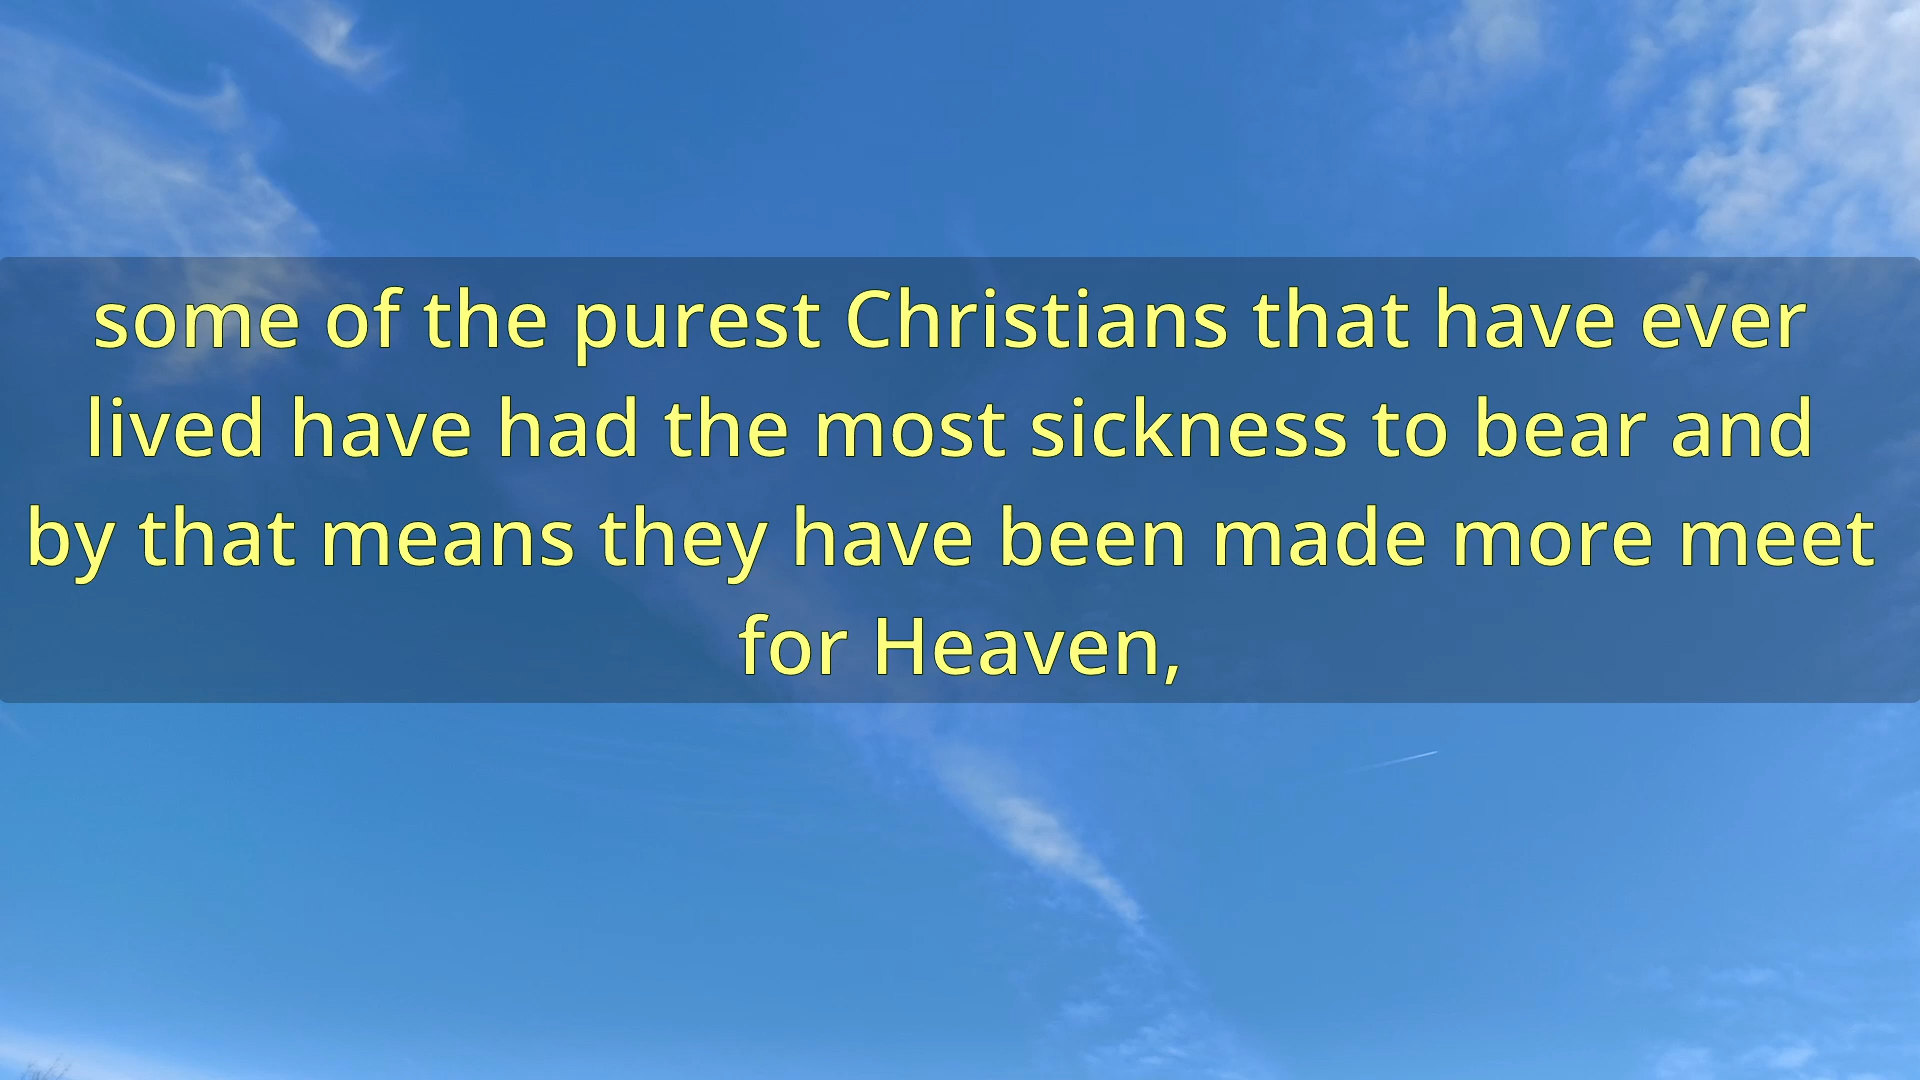 some of the purest Christians that have ever
lived have had the most sickness to bear and
by that means they have been made more meet
for Heaven,